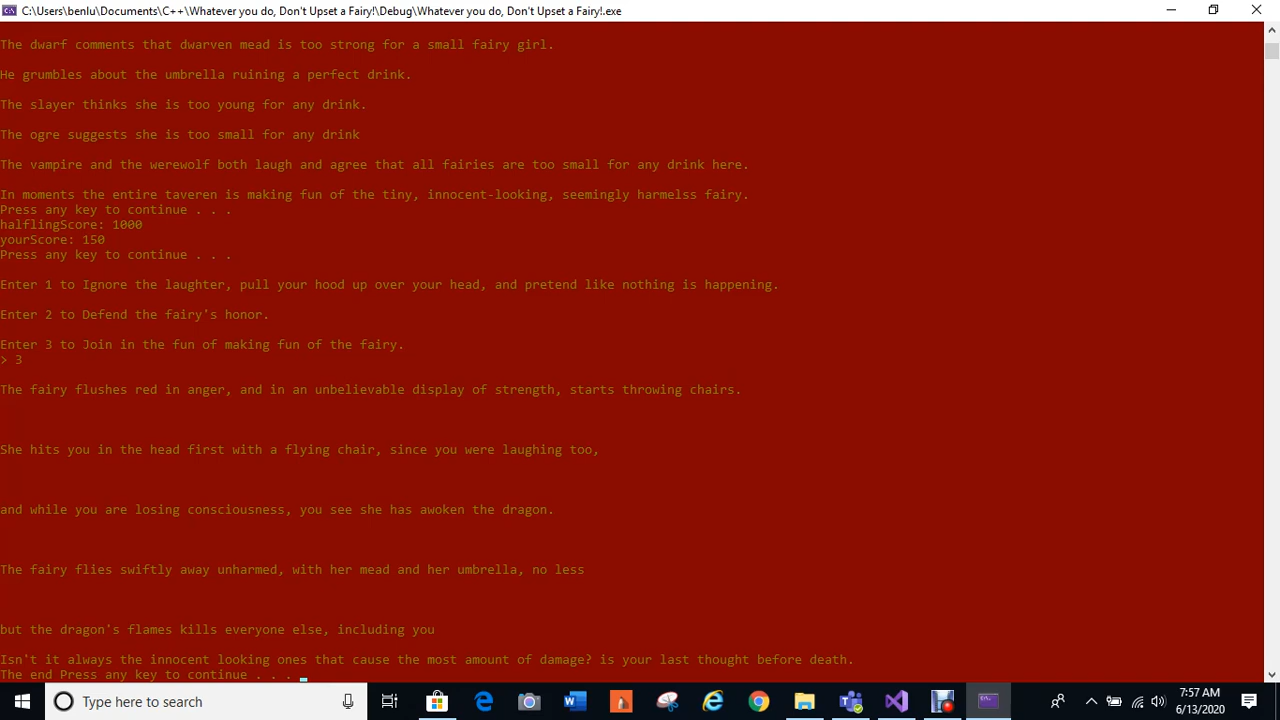 C:\Users\benlu\Documents\C++\Whatever you do, Don't Upset a Fairy!\Debug\Whatever you do, Don't Upset a Fairy!.exe
The dwarf comments that dwarven mead is too strong for a small fairy girl.
He grumbles about the umbrella ruining a perfect drink.
The slayer thinks she is too young for any drink.
The ogre suggests she is too small for any drink
The vampire and the werewolf both laugh and agree that all fairies are too small for any drink here.
In moments the entire taveren is making fun of the tiny, innocent-looking, seemingly harmelss fairy.
Press any key to continue . . .
halflingScore: 1000
yourScore: 150
Press any key to continue . . .
Enter 1 to Ignore the laughter, pull your hood up over your head, and pretend like nothing is happening.
Enter 2 to Defend the fairy's honor.
Enter 3 to Join in the fun of making fun of the fairy.
> 3
The fairy flushes red in anger, and in an unbelievable display of strength, starts throwing chairs.
She hits you in the head first with a flying chair, since you were laughing too,
and while you are losing consciousness, you see she has awoken the dragon.
The fairy flies swiftly away unharmed, with her mead and her umbrella, no less
but the dragon's flames kills everyone else, including you
Isn't it always the innocent looking ones that cause the most amount of damage? is your last thought before death.
The end Press any key to continue . . .
Type here to search
7:57 AM
6/13/2020